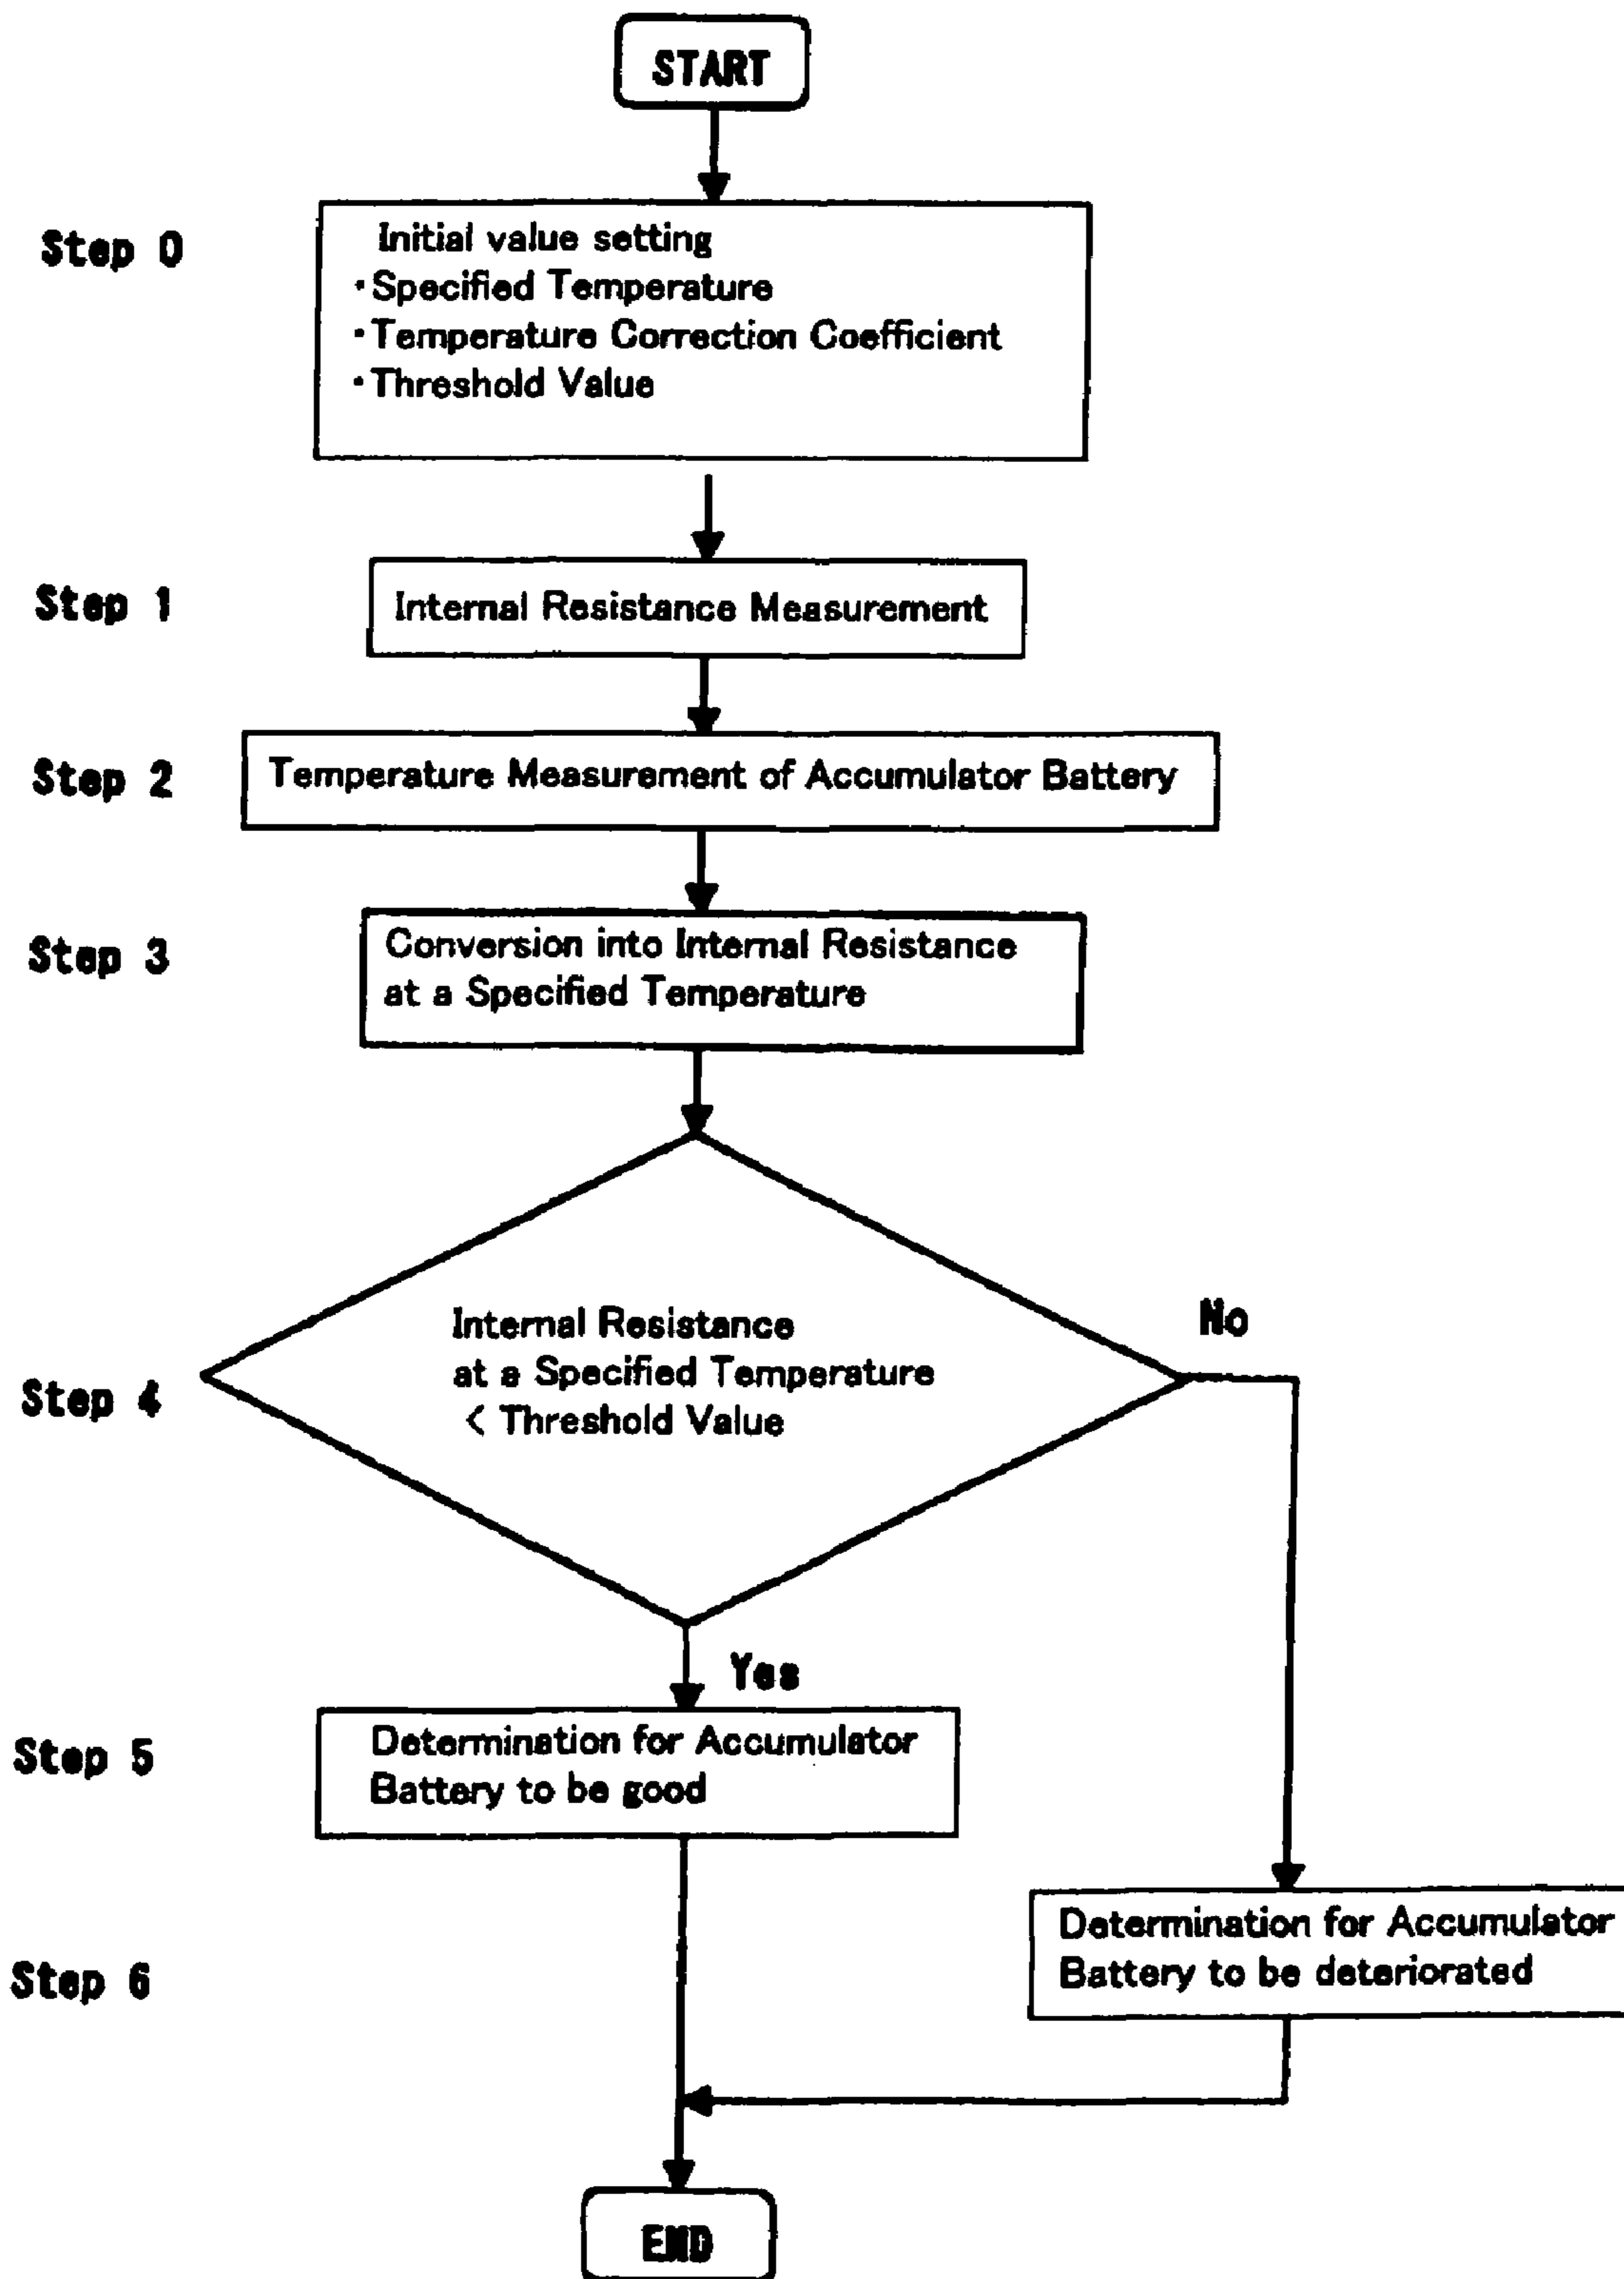 START
Step 0
Initial value setting
・Specified Temperature
・Temperature Correction Coefficient
・Threshold Value
Step 1
Internal Resistance Measurement
Step 2
Temperature Measurement of Accumulator Battery
Step 3
Conversion into Internal Resistance
at a Specified Temperature
Step 4
Internal Resistance
at a Specified Temperature
< Threshold Value
No
Yes
Step 5
Determination for Accumulator
Battery to be good
Step 6
Determination for Accumulator
Battery to be deteriorated
END